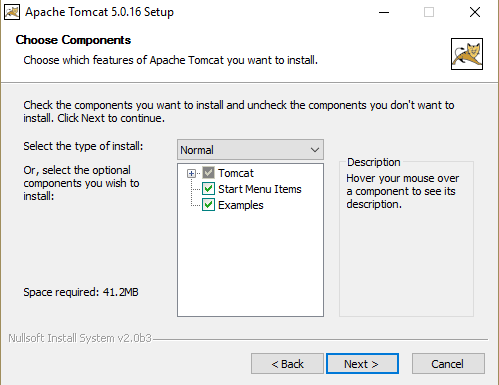 Apache Tomcat 5.0.16 Setup
Choose Components
Choose which features of Apache Tomcat you want to install.
Check the components you want to install and uncheck the components you don't want to
install. Click Next to continue.
Select the type of install:
Normal
Or, select the optional
components you wish to
install:
Tomcat
Start Menu Items
Examples
Description
Hover your mouse over
a component to see its
description.
Space required: 41.2MB
Nullsoft Install System v2.0b3
< Back
Next >
Cancel